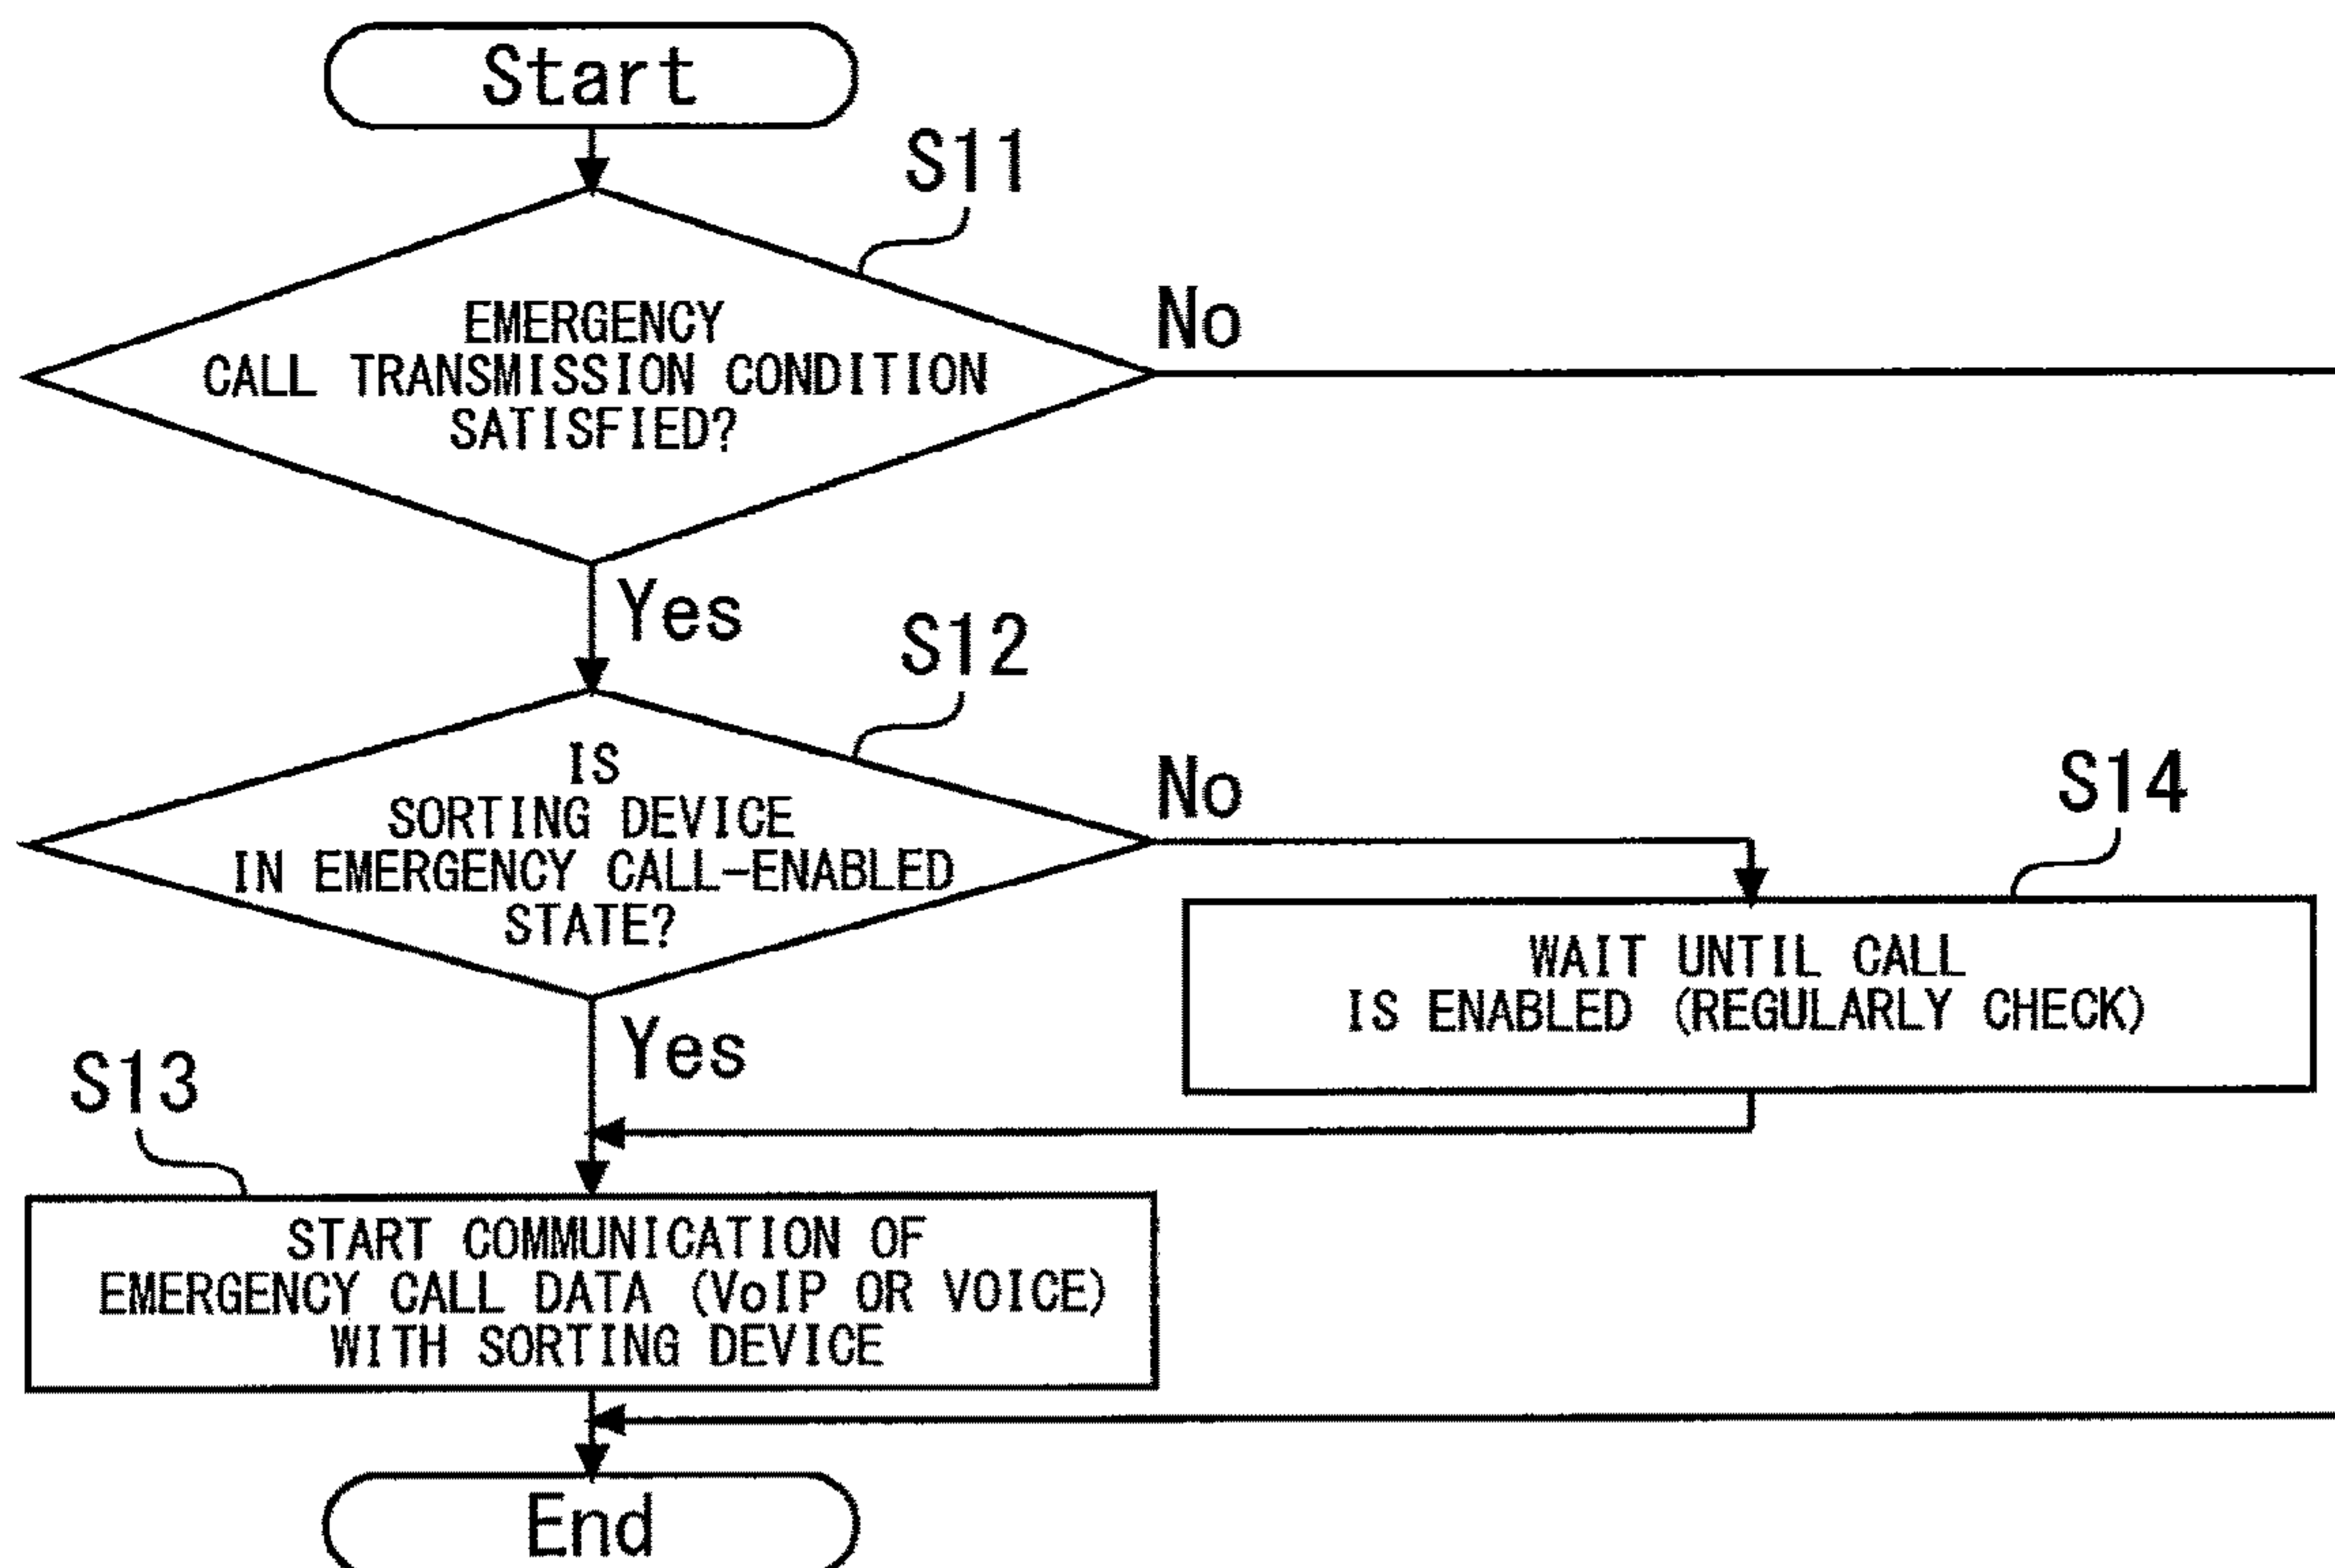 Start
S11
EMERGENCY
CALL TRANSMISSION CONDITION
SATISFIED?
No
Yes
S12
IS
SORTING DEVICE
IN EMERGENCY CALL-ENABLED
STATE?
No
S14
WAIT UNTIL CALL
IS ENABLED (REGULARLY CHECK)
Yes
S13
START COMMUNICATION OF
EMERGENCY CALL DATA (VoIP OR VOICE)
WITH SORTING DEVICE
End